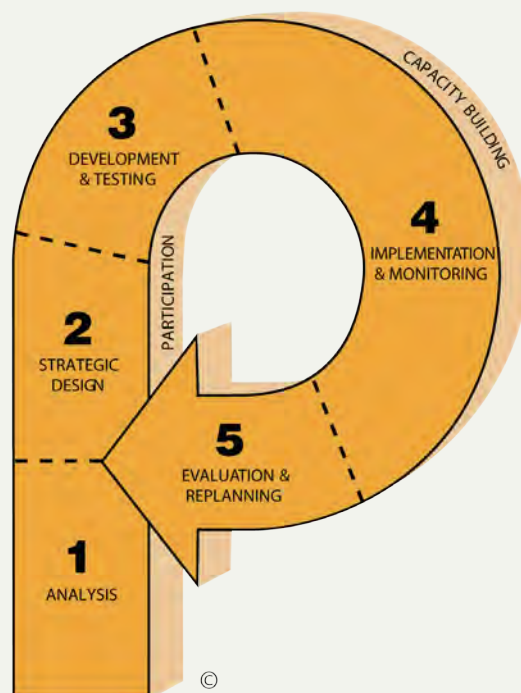 1
ANALYSIS
2
STRATEGIC
DESIGN
3
DEVELOPMENT
& TESTING
4
IMPLEMENTATION
& MONITORING
5
EVALUATION &
REPLANNING
PARTICIPATION
CAPACITY BUILDING
©